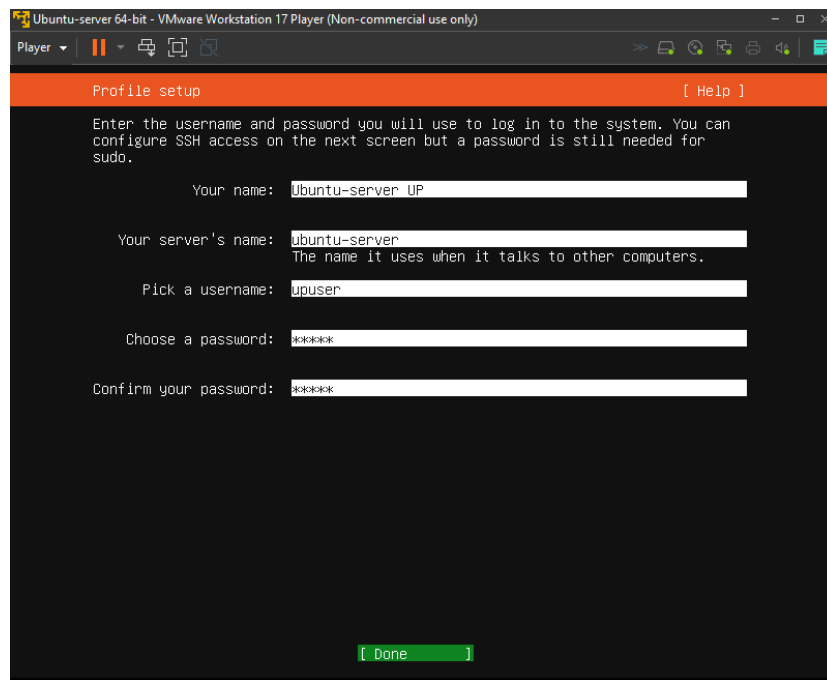 Ubuntu-server 64-bit - VMware Workstation 17 Player (Non-commercial use only)
Player
Profile setup [ Help ]
Enter the username and password you will use to log in to the system. You can
configure SSH access on the next screen but a password is still needed for
sudo.
Your name: Ubuntu-server UP
Your server's name: ubuntu-server
The name it uses when it talks to other computers.
Pick a username: upuser
Choose a password: *****
Confirm your password: *****
[ Done ]